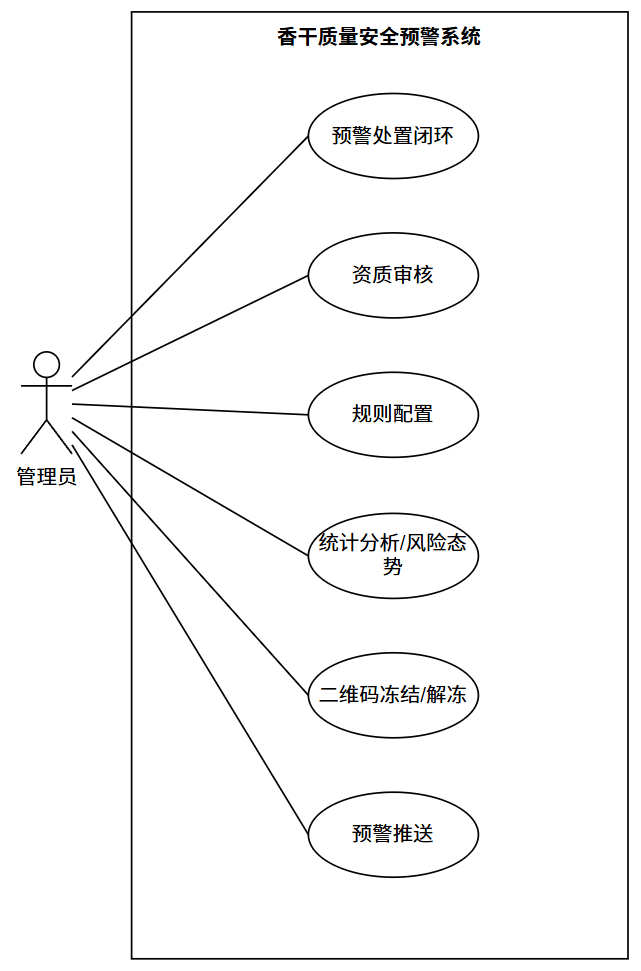 香干质量安全预警系统
预警处置闭环
资质审核
规则配置
管理员
统计分析/风险态
势
二维码冻结/解冻
预警推送